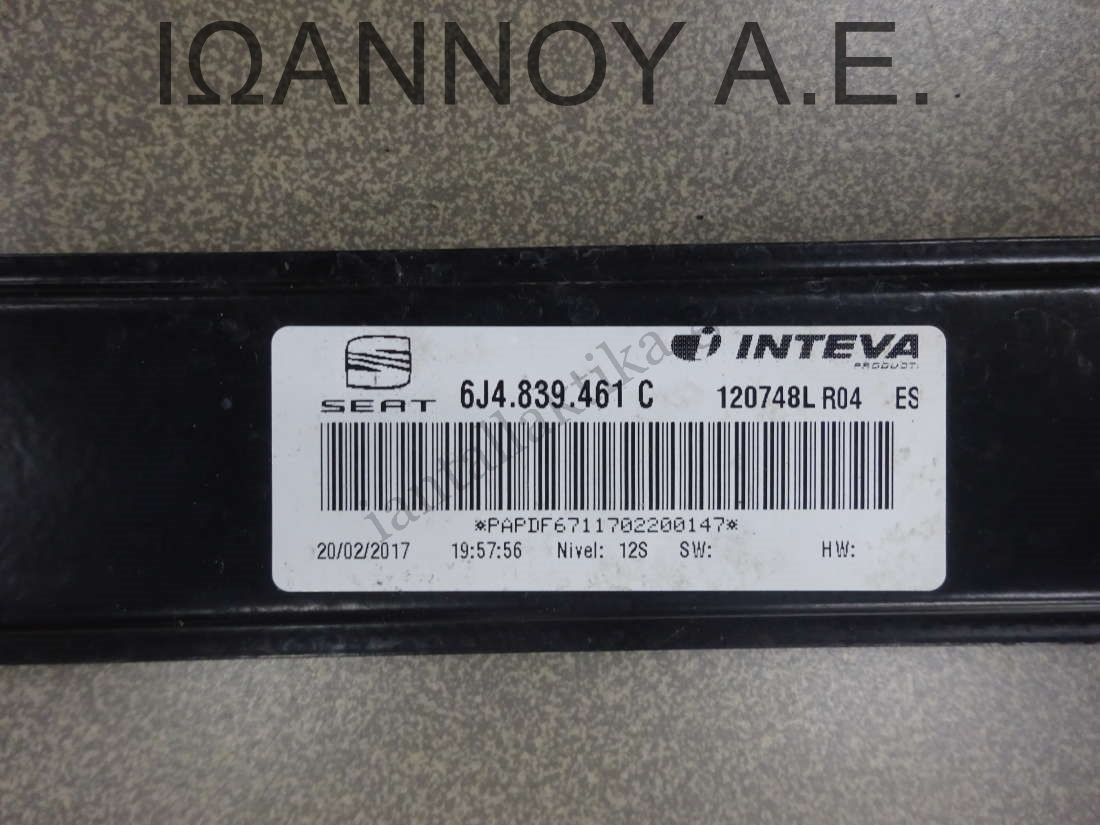 ΙΩΑΝΝΟΥ Α.Ε.
INTEVA
PRODUCT
SEAT 6J4.839.461 C 120748L R04 ES
*PAPDF6711702200147*
20/02/2017 19:57:56 Nivel: 12S SW: HW: